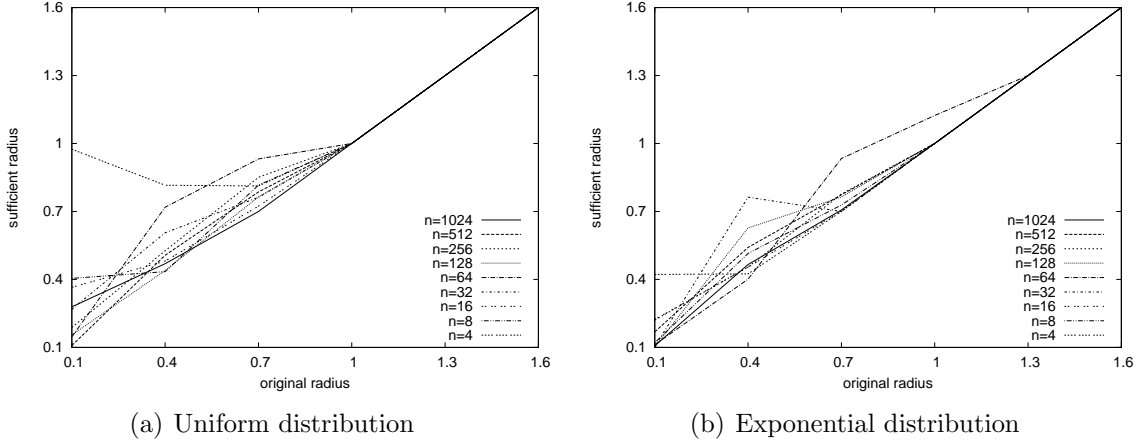 1.6
1.3
1
0.7
0.4
0.1
sufficient radius
n=1024
n=512
n=256
n=128
n=64
n=32
n=16
n=8
n=4
0.1 0.4 0.7 1 1.3 1.6
original radius
(a) Uniform distribution
1.6
1.3
1
0.7
0.4
0.1
sufficient radius
n=1024
n=512
n=256
n=128
n=64
n=32
n=16
n=8
n=4
0.1 0.4 0.7 1 1.3 1.6
original radius
(b) Exponential distribution